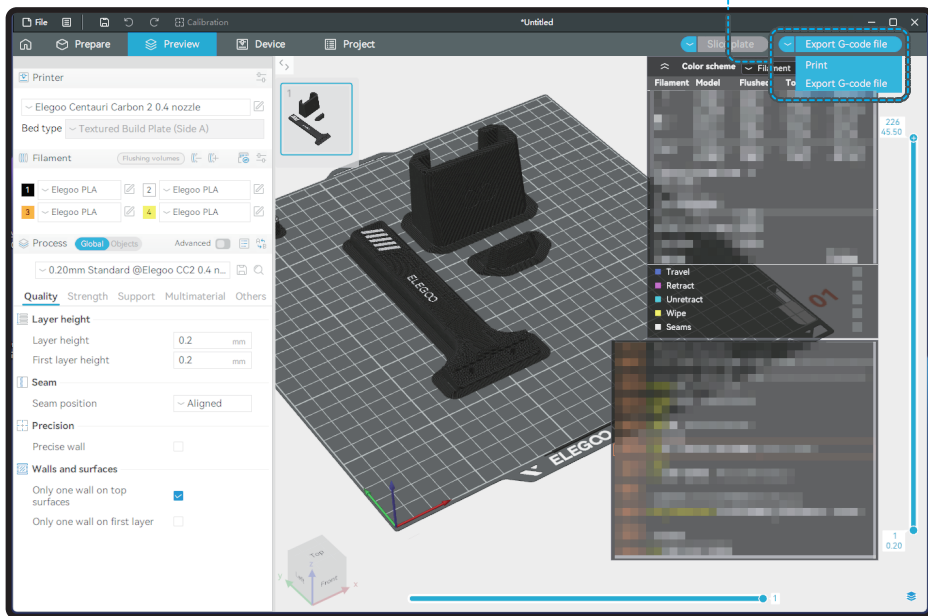 File
Calibration
*Untitled
Prepare
Preview
Device
Project
Slice plate
Export G-code file
Print
Export G-code file
Printer
Elegoo Centauri Carbon 2 0.4 nozzle
Bed type
Textured Build Plate (Side A)
Filament
Flushing volumes
1 Elegoo PLA
2 Elegoo PLA
3 Elegoo PLA
4 Elegoo PLA
Process
Global
Objects
Advanced
0.20mm Standard @Elegoo CC2 0.4 n...
Quality Strength Support Multimaterial Others
Layer height
Layer height 0.2 mm
First layer height 0.2 mm
Seam
Seam position Aligned
Precision
Precise wall
Walls and surfaces
Only one wall on top
surfaces
Only one wall on first layer
1
ELEGOO
ELEGOO
01
Top
Front
x
y
z
Color scheme Filament
Filament Model Flushed
Travel
Retract
Unretract
Wipe
Seams
226
45.50
1
0.20
1